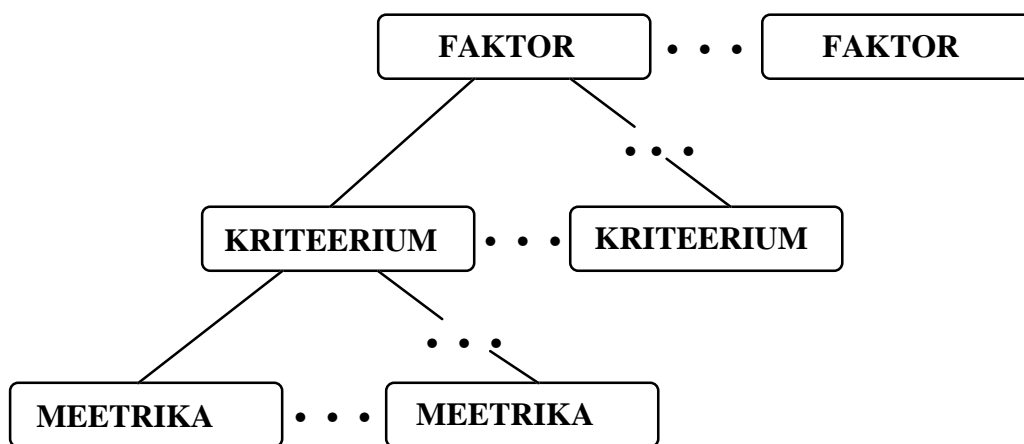 FAKTOR • • • FAKTOR
• • •
KRITEERIUM • • • KRITEERIUM
• • •
MEETRIKA • • • MEETRIKA